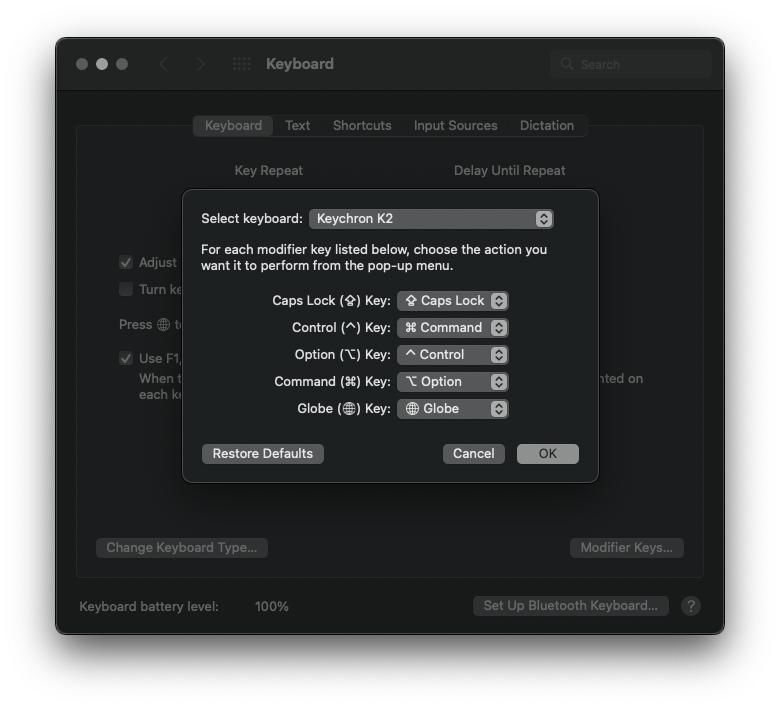 Keyboard
Search
Keyboard Text Shortcuts Input Sources Dictation
Key Repeat Delay Until Repeat
Select keyboard: Keychron K2
For each modifier key listed below, choose the action you
want it to perform from the pop-up menu.
Adjust
Turn
Press 🌐
Caps Lock (⇪) Key: ⇪ Caps Lock
Control (^) Key: ⌘ Command
Option (⌥) Key: ^ Control
Use F1,
When
each
Command (⌘) Key: ⌥ Option
on
Globe (🌐) Key: 🌐 Globe
Restore Defaults Cancel OK
Change Keyboard Type... Modifier Keys...
Keyboard battery level: 100% Set Up Bluetooth Keyboard... ?